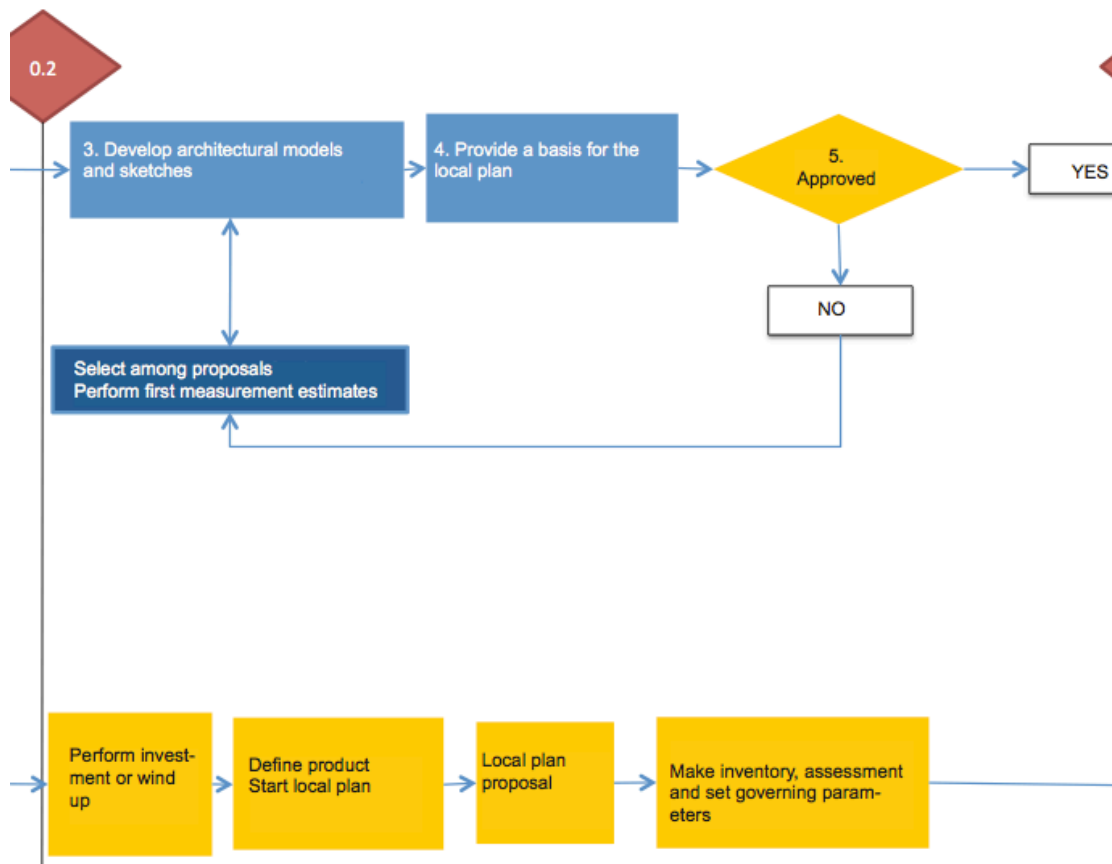 0.2
3. Develop architectural models
and sketches
4. Provide a basis for the
local plan
5.
Approved
YES
NO
Select among proposals
Perform first measurement estimates
Perform invest-
ment or wind
up
Define product
Start local plan
Local plan
proposal
Make inventory, assessment
and set governing param-
eters